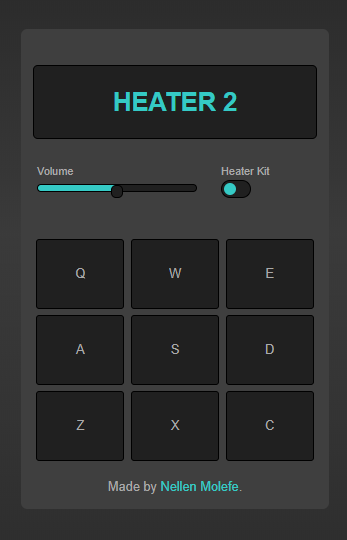 HEATER 2
Volume Heater Kit
Q W E
A S D
Z X C
Made by Nellen Molefe.